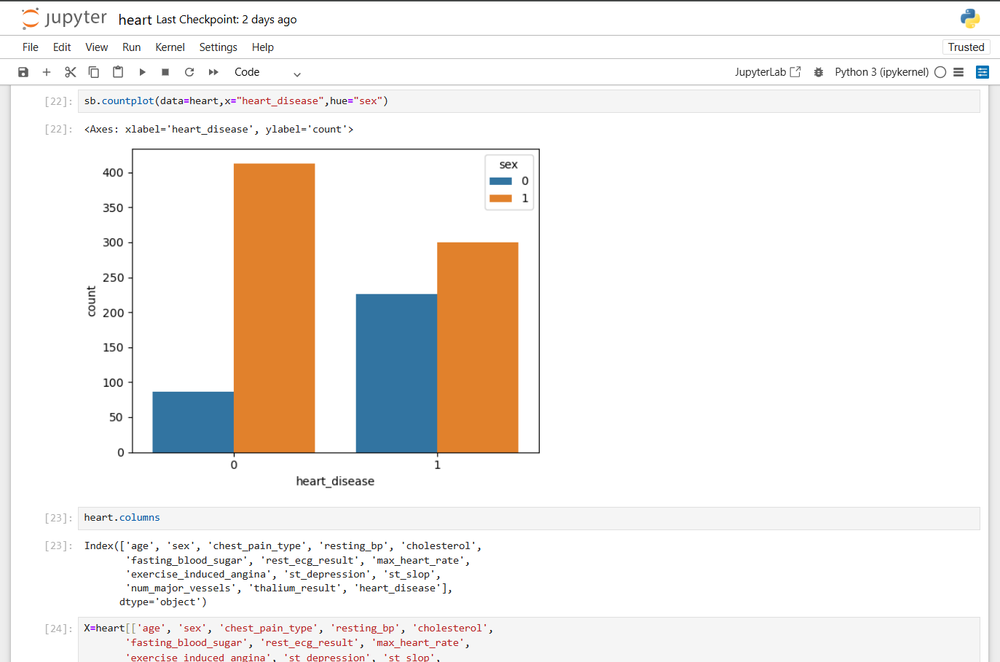 jupyter heart Last Checkpoint: 2 days ago
File Edit View Run Kernel Settings Help Trusted
Code JupyterLab Python 3 (ipykernel)
[22]: sb.countplot(data=heart,x="heart_disease",hue="sex")
[22]: <Axes: xlabel='heart_disease', ylabel='count'>
sex
0
1
400
350
300
250
200
150
100
50
0
count
0 1
heart_disease
[23]: heart.columns
[23]: Index(['age', 'sex', 'chest_pain_type', 'resting_bp', 'cholesterol',
'fasting_blood_sugar', 'rest_ecg_result', 'max_heart_rate',
'exercise_induced_angina', 'st_depression', 'st_slop',
'num_major_vessels', 'thalium_result', 'heart_disease'],
dtype='object')
[24]: X=heart[['age', 'sex', 'chest_pain_type', 'resting_bp', 'cholesterol',
'fasting_blood_sugar', 'rest_ecg_result', 'max_heart_rate',
'exercise_induced_angina', 'st_depression', 'st_slop',